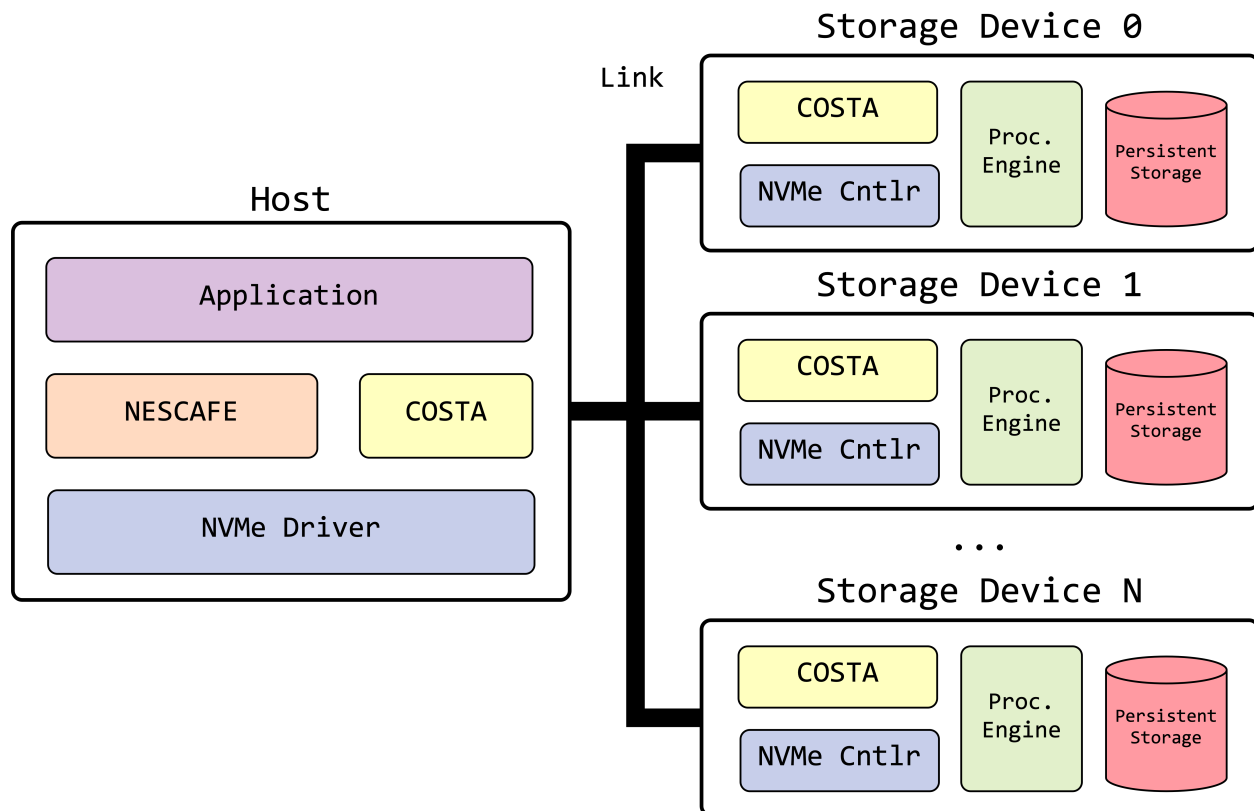 Storage Device 0
Link
COSTA
NVMe Cntlr
Proc.
Engine
Persistent
Storage
Host
Application
NESCAFE
COSTA
NVMe Driver
Storage Device 1
COSTA
NVMe Cntlr
Proc.
Engine
Persistent
Storage
...
Storage Device N
COSTA
NVMe Cntlr
Proc.
Engine
Persistent
Storage